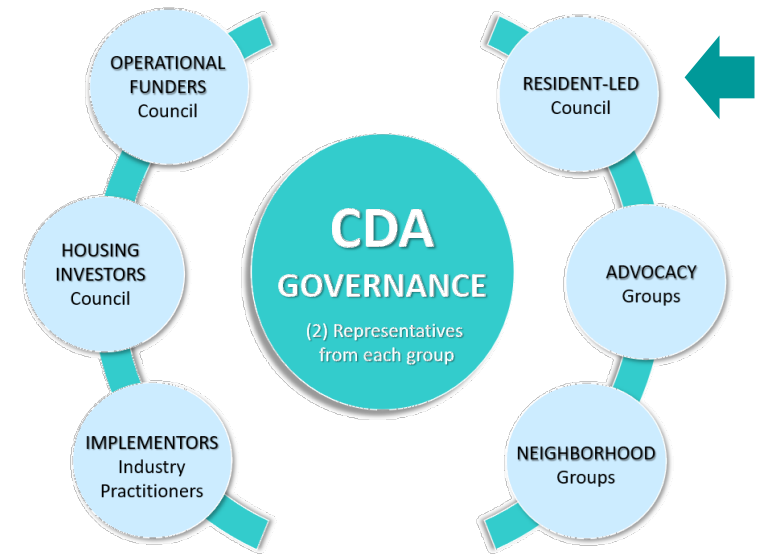 OPERATIONAL
FUNDERS
Council
RESIDENT-LED
Council
HOUSING
INVESTORS
Council
CDA
GOVERNANCE
(2) Representatives
from each group
ADVOCACY
Groups
IMPLEMENTORS
Industry
Practitioners
NEIGHBORHOOD
Groups